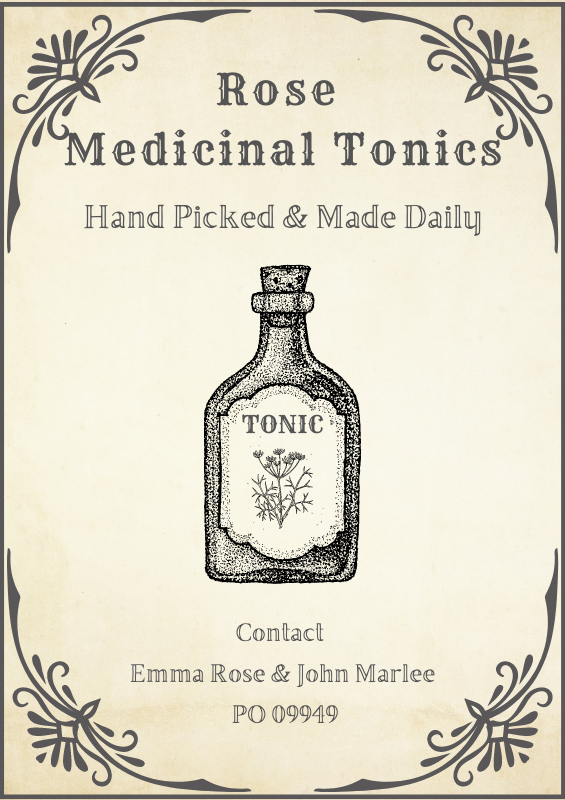 Rose
Medicinal Tonics
Hand Picked & Made Daily
TONIC
Contact
Emma Rose & John Marlee
PO 09949